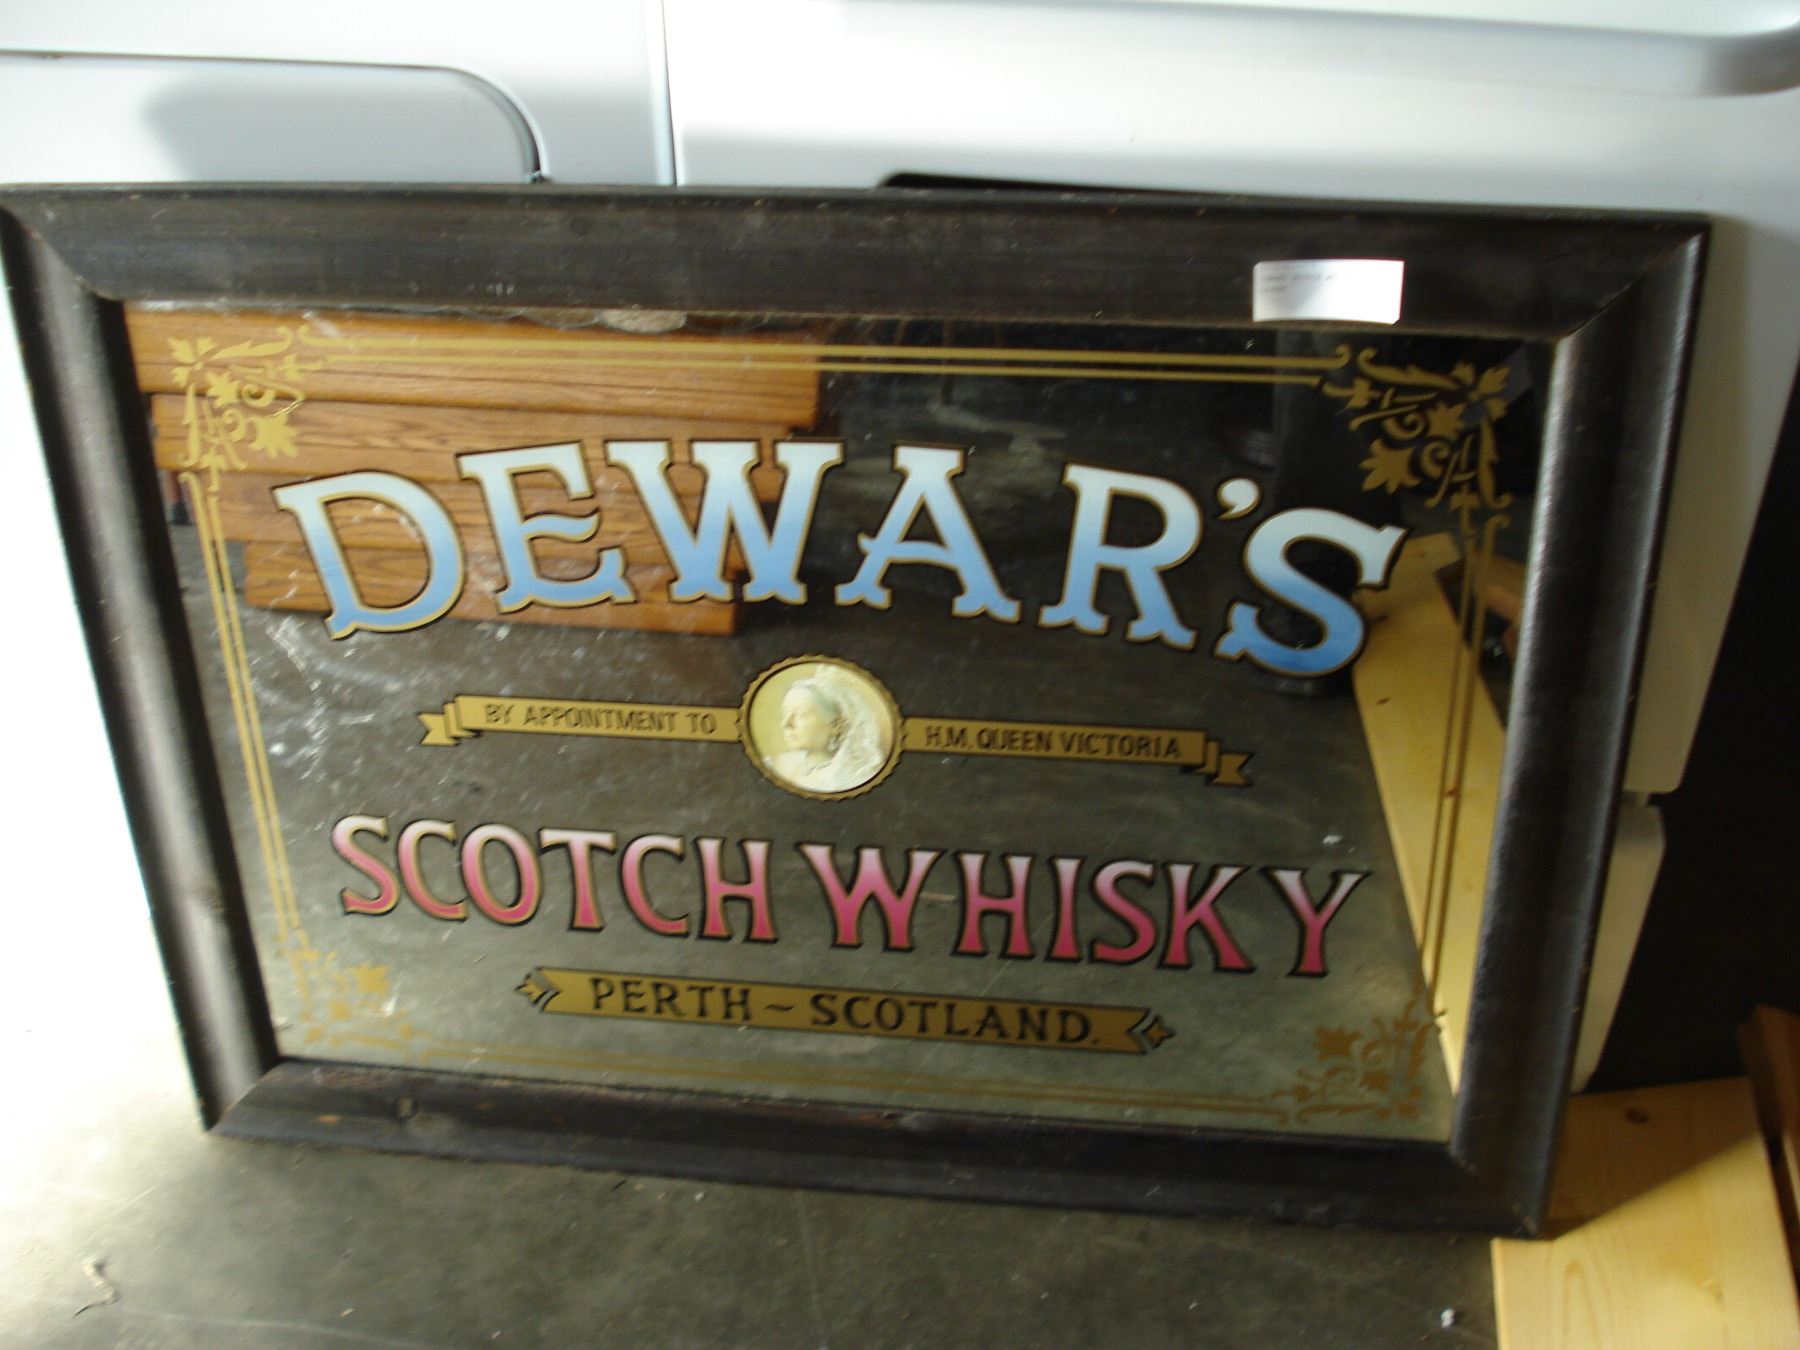 DEWAR'S
BY APPOINTMENT TO H.M. QUEEN VICTORIA
SCOTCH WHISKY
PERTH ~ SCOTLAND.